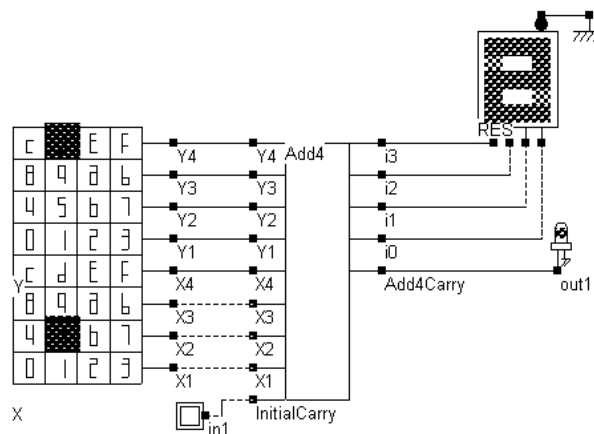 RES
c E F Y4 Y4 Add4 i3
8 9 a b Y3 Y3 i2
4 5 6 7 Y2 Y2 i1
0 1 2 3 Y1 Y1 i0
Y c d E F X4 X4 Add4Carry out1
8 9 a b X3 X3
4 6 7 X2 X2
0 1 2 3 X1 X1
X in1 InitialCarry